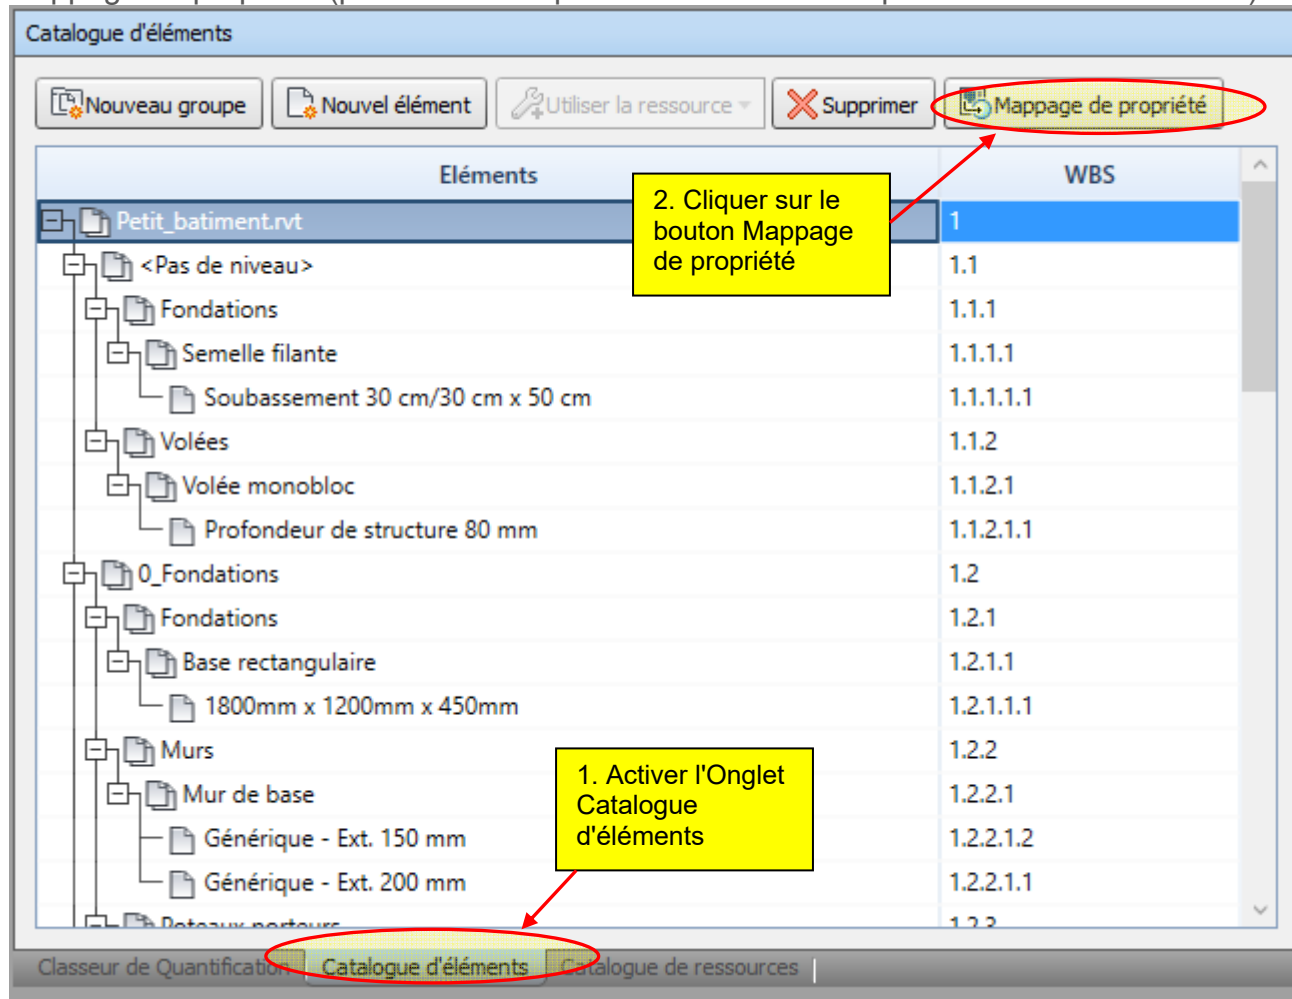 Catalogue d'éléments
Nouveau groupe Nouvel élément Utiliser la ressource Supprimer Mappage de propriété
Eléments WBS
2. Cliquer sur le
bouton Mappage
de propriété
Petit_batiment.rvt 1
<Pas de niveau> 1.1
Fondations 1.1.1
Semelle filante 1.1.1.1
Soubassement 30 cm/30 cm x 50 cm 1.1.1.1.1
Volées 1.1.2
Volée monobloc 1.1.2.1
Profondeur de structure 80 mm 1.1.2.1.1
0_Fondations 1.2
Fondations 1.2.1
Base rectangulaire 1.2.1.1
1800mm x 1200mm x 450mm 1.2.1.1.1
Murs 1.2.2
1. Activer l'Onglet
Catalogue
d'éléments
Mur de base 1.2.2.1
Générique - Ext. 150 mm 1.2.2.1.2
Générique - Ext. 200 mm 1.2.2.1.1
Poteaux porteurs 1.2.3
Classeur de Quantification Catalogue d'éléments Catalogue de ressources